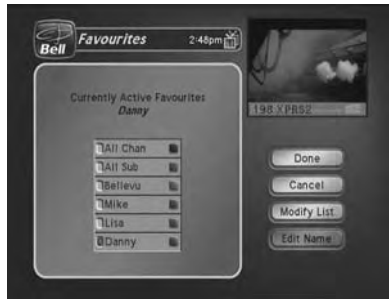 Bell
Favourites 2:48pm
198 XPRS2
Currently Active Favourites
Danny
All Chan
All Sub
Bellevu
Mike
Lisa
Danny
Done
Cancel
Modify List
Edit Name